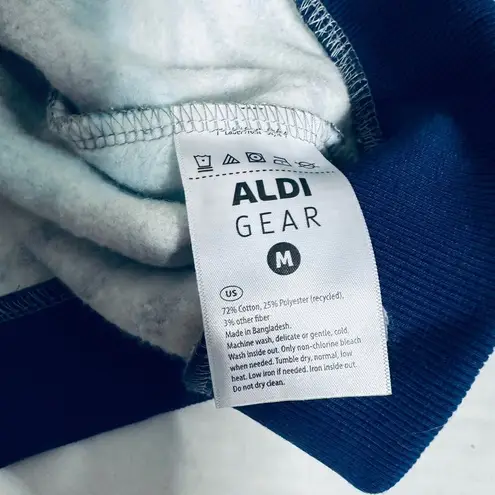 ALDI
GEAR
M
US
72% Cotton, 25% Polyester (recycled),
3% other fiber
Made in Bangladesh.
Machine wash, delicate or gentle, cold.
Wash inside out. Only non-chlorine bleach
when needed. Tumble dry, normal, low
heat. Low iron if needed. Iron inside out.
Do not dry clean.